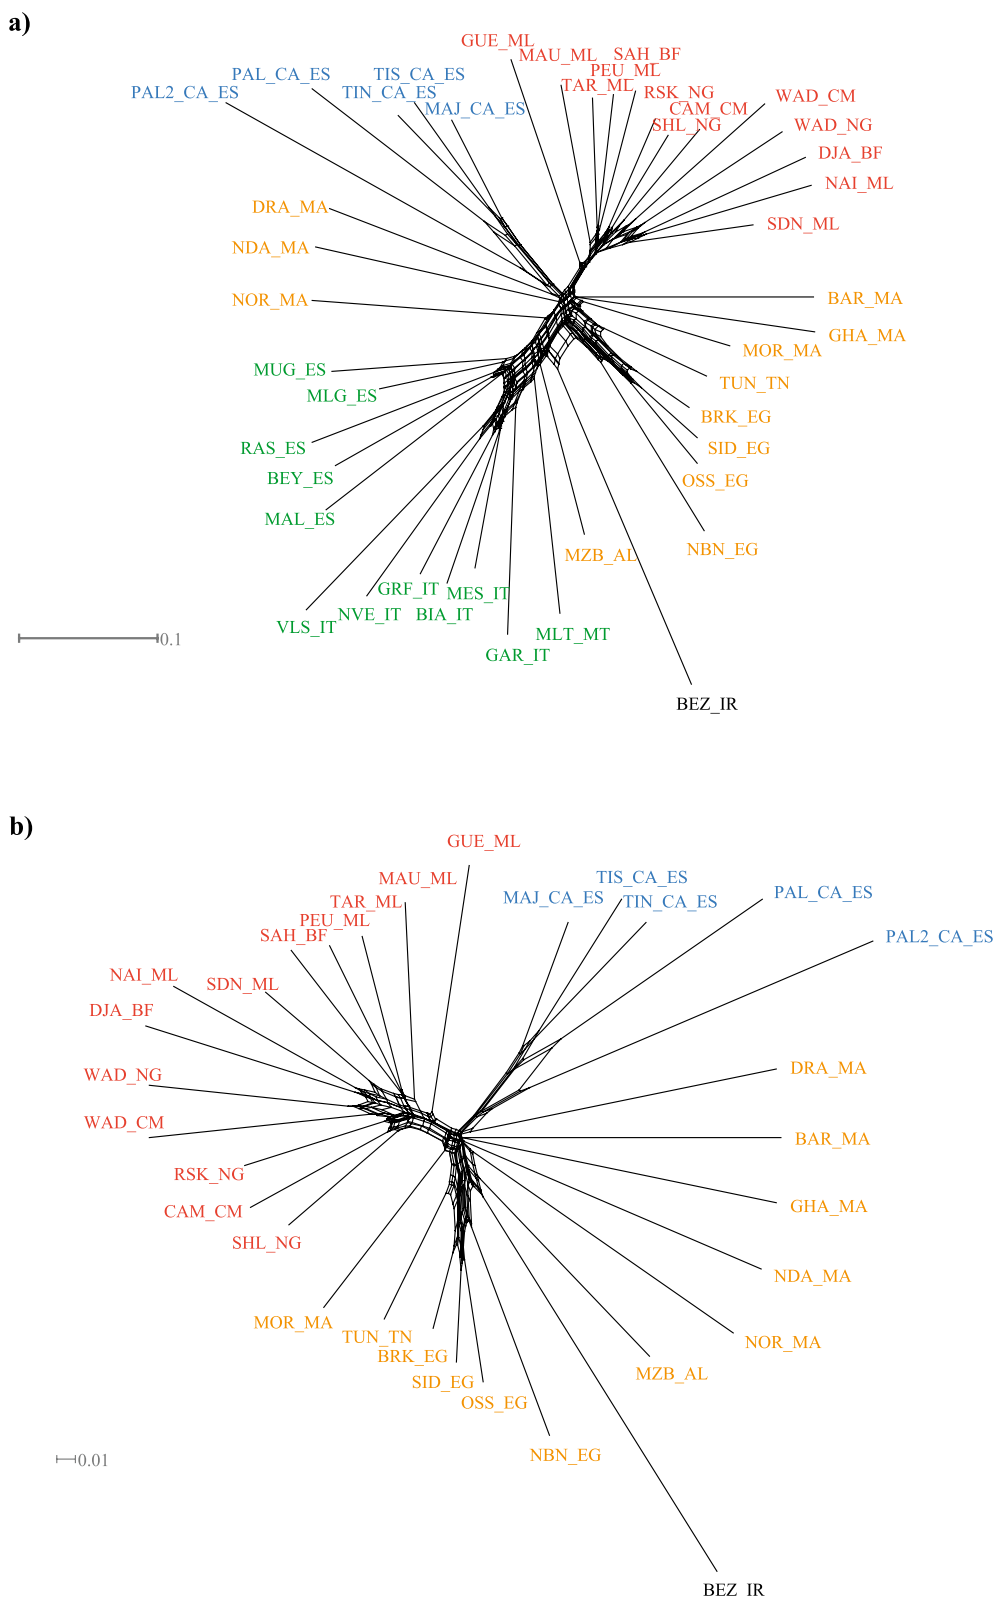 a)
GUE_ML
MAU_ML
SAH_BF
PEU_ML
TAR_ML
PAL_CA_ES
TIS_CA_ES
PAL2_CA_ES
TIN_CA_ES
MAJ_CA_ES
RSK_NG
CAM_CM
SHL_NG
WAD_CM
WAD_NG
DJA_BF
NAI_ML
SDN_ML
DRA_MA
NDA_MA
NOR_MA
BAR_MA
GHA_MA
MOR_MA
TUN_TN
BRK_EG
SID_EG
OSS_EG
NBN_EG
MUG_ES
MLG_ES
RAS_ES
BEY_ES
MAL_ES
MZB_AL
GRF_IT
MES_IT
BIA_IT
NVE_IT
VLS_IT
MLT_MT
GAR_IT
0.1
BEZ_IR
b)
GUE_ML
MAU_ML
TAR_ML
PEU_ML
SAH_BF
MAJ_CA_ES
TIS_CA_ES
TIN_CA_ES
PAL_CA_ES
PAL2_CA_ES
NAI_ML
SDN_ML
DJA_BF
WAD_NG
WAD_CM
RSK_NG
CAM_CM
SHL_NG
DRA_MA
BAR_MA
GHA_MA
NDA_MA
NOR_MA
MZB_AL
MOR_MA
TUN_TN
BRK_EG
SID_EG
OSS_EG
NBN_EG
0.01
BEZ_IR